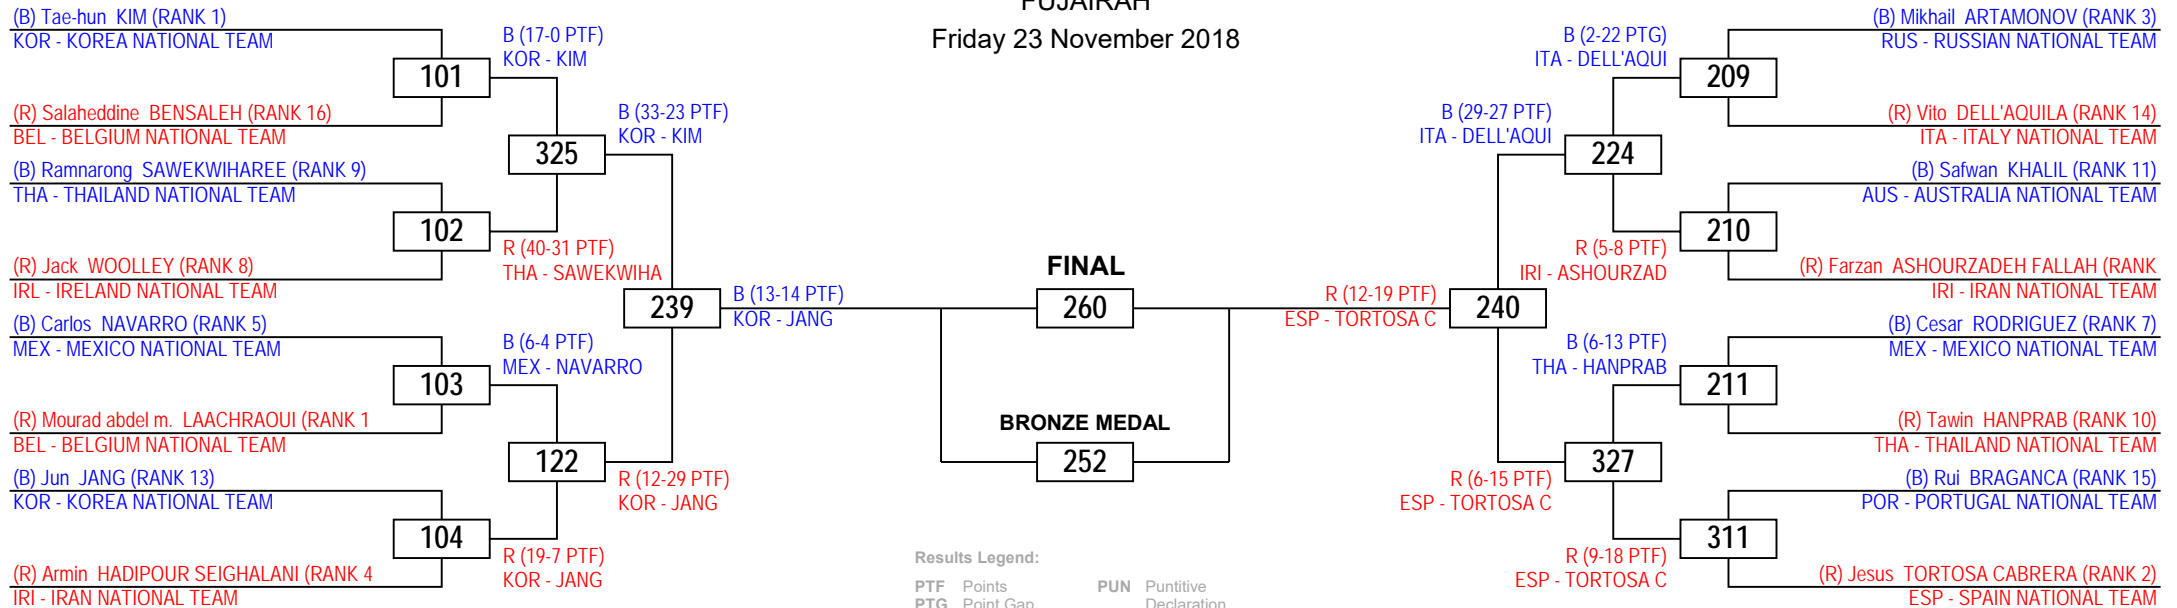 FUJAIRAH
Friday 23 November 2018
(B) Tae-hun KIM (RANK 1)
KOR - KOREA NATIONAL TEAM
101
(R) Salaheddine BENSALEH (RANK 16)
BEL - BELGIUM NATIONAL TEAM
(B) Ramnarong SAWEKWIHAREE (RANK 9)
THA - THAILAND NATIONAL TEAM
102
(R) Jack WOOLLEY (RANK 8)
IRL - IRELAND NATIONAL TEAM
(B) Carlos NAVARRO (RANK 5)
MEX - MEXICO NATIONAL TEAM
103
(R) Mourad abdel m. LAACHRAOUI (RANK 1
BEL - BELGIUM NATIONAL TEAM
(B) Jun JANG (RANK 13)
KOR - KOREA NATIONAL TEAM
104
(R) Armin HADIPOUR SEIGHALANI (RANK 4
IRI - IRAN NATIONAL TEAM
B (17-0 PTF)
KOR - KIM
325
R (40-31 PTF)
THA - SAWEKWIHA
B (6-4 PTF)
MEX - NAVARRO
122
R (19-7 PTF)
KOR - JANG
B (33-23 PTF)
KOR - KIM
239
R (12-29 PTF)
KOR - JANG
B (13-14 PTF)
KOR - JANG
FINAL
260
BRONZE MEDAL
252
R (12-19 PTF)
ESP - TORTOSA C
B (29-27 PTF)
ITA - DELL'AQUI
240
R (6-15 PTF)
ESP - TORTOSA C
B (2-22 PTG)
ITA - DELL'AQUI
224
R (5-8 PTF)
IRI - ASHOURZAD
B (6-13 PTF)
THA - HANPRAB
327
R (9-18 PTF)
ESP - TORTOSA C
(B) Mikhail ARTAMONOV (RANK 3)
RUS - RUSSIAN NATIONAL TEAM
209
(R) Vito DELL'AQUILA (RANK 14)
ITA - ITALY NATIONAL TEAM
(B) Safwan KHALIL (RANK 11)
AUS - AUSTRALIA NATIONAL TEAM
210
(R) Farzan ASHOURZADEH FALLAH (RANK
IRI - IRAN NATIONAL TEAM
(B) Cesar RODRIGUEZ (RANK 7)
MEX - MEXICO NATIONAL TEAM
211
(R) Tawin HANPRAB (RANK 10)
THA - THAILAND NATIONAL TEAM
(B) Rui BRAGANCA (RANK 15)
POR - PORTUGAL NATIONAL TEAM
311
(R) Jesus TORTOSA CABRERA (RANK 2)
ESP - SPAIN NATIONAL TEAM
Results Legend:
PTF Points PUN Puntitive
PTG Point Gap Declaration